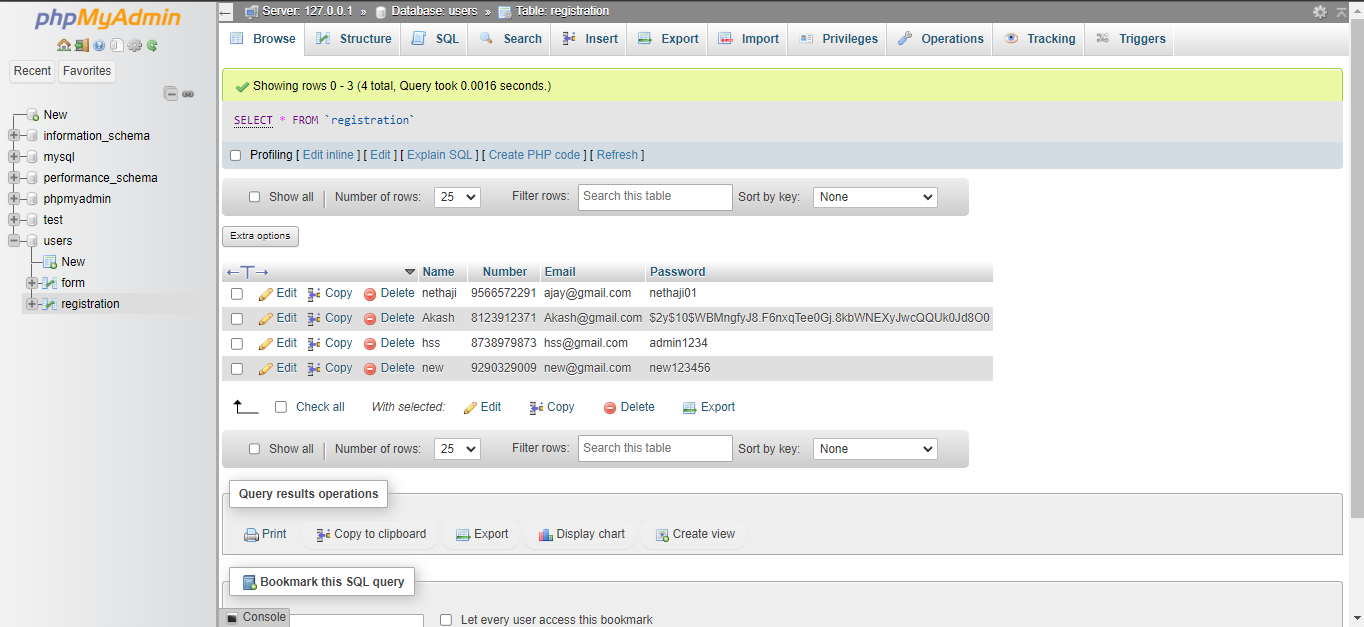 phpMyAdmin
Recent Favorites
New
information_schema
mysql
performance_schema
phpmyadmin
test
users
New
form
registration
Server: 127.0.0.1 » Database: users » Table: registration
Browse Structure SQL Search Insert Export Import Privileges Operations Tracking Triggers
Showing rows 0 - 3 (4 total, Query took 0.0016 seconds.)
SELECT * FROM `registration`
Profiling [ Edit inline ] [ Edit ] [ Explain SQL ] [ Create PHP code ] [ Refresh ]
Show all | Number of rows: 25 Filter rows: Search this table Sort by key: None
Extra options
←T→ Name Number Email Password
Edit Copy Delete nethaji 9566572291 ajay@gmail.com nethaji01
Edit Copy Delete Akash 8123912371 Akash@gmail.com $2y$10$WBMngfyJ8.F6nxqTee0Gj.8kbWNEXyJwcQQUk0Jd8O0
Edit Copy Delete hss 8738979873 hss@gmail.com admin1234
Edit Copy Delete new 9290329009 new@gmail.com new123456
Check all With selected: Edit Copy Delete Export
Show all | Number of rows: 25 Filter rows: Search this table Sort by key: None
Query results operations
Print Copy to clipboard Export Display chart Create view
Bookmark this SQL query
Console Let every user access this bookmark